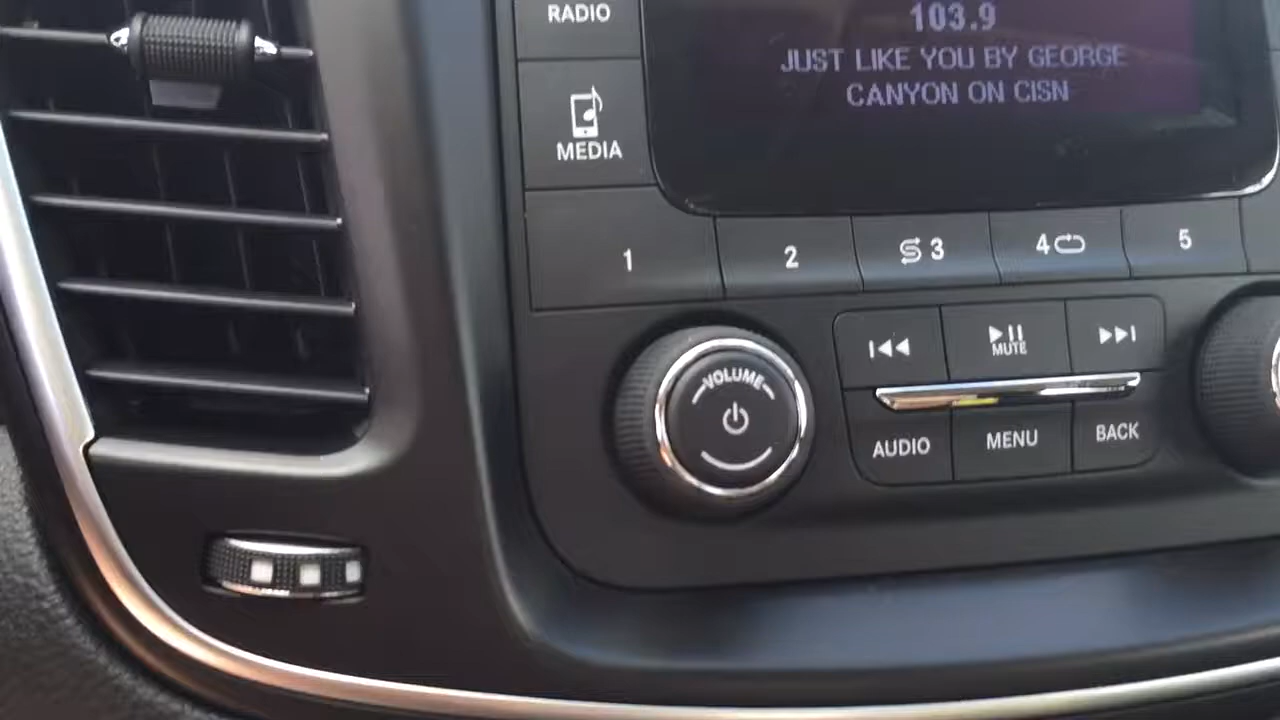 RADIO
103.9
JUST LIKE YOU BY GEORGE
CANYON ON CISN
MEDIA
1
2
3
4
5
VOLUME
MUTE
AUDIO
MENU
BACK